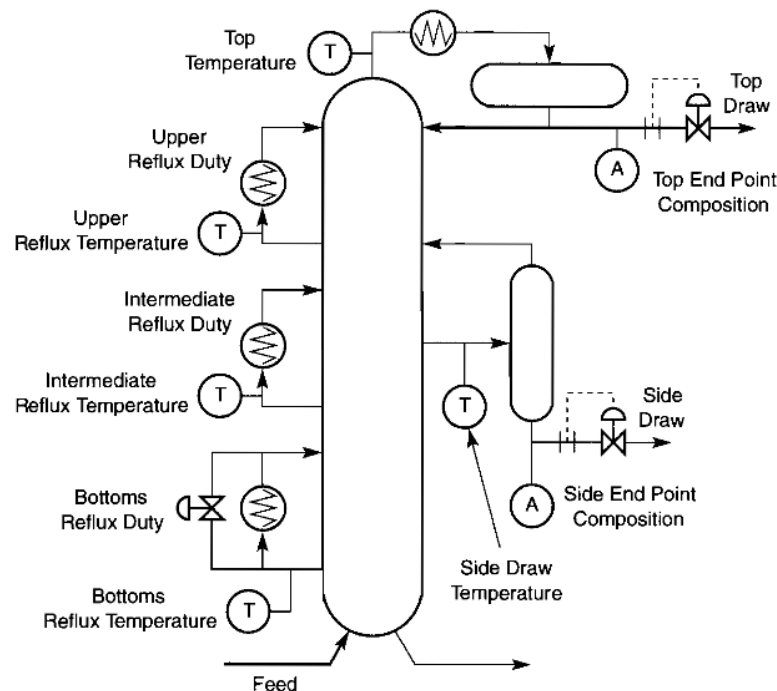 Top
Temperature
T
Top
Draw
A
Top End Point
Composition
Upper
Reflux Duty
Upper
Reflux Temperature
T
Intermediate
Reflux Duty
Intermediate
Reflux Temperature
T
T
Side
Draw
Bottoms
Reflux Duty
A
Side End Point
Composition
Side Draw
Temperature
Bottoms
Reflux Temperature
T
Feed